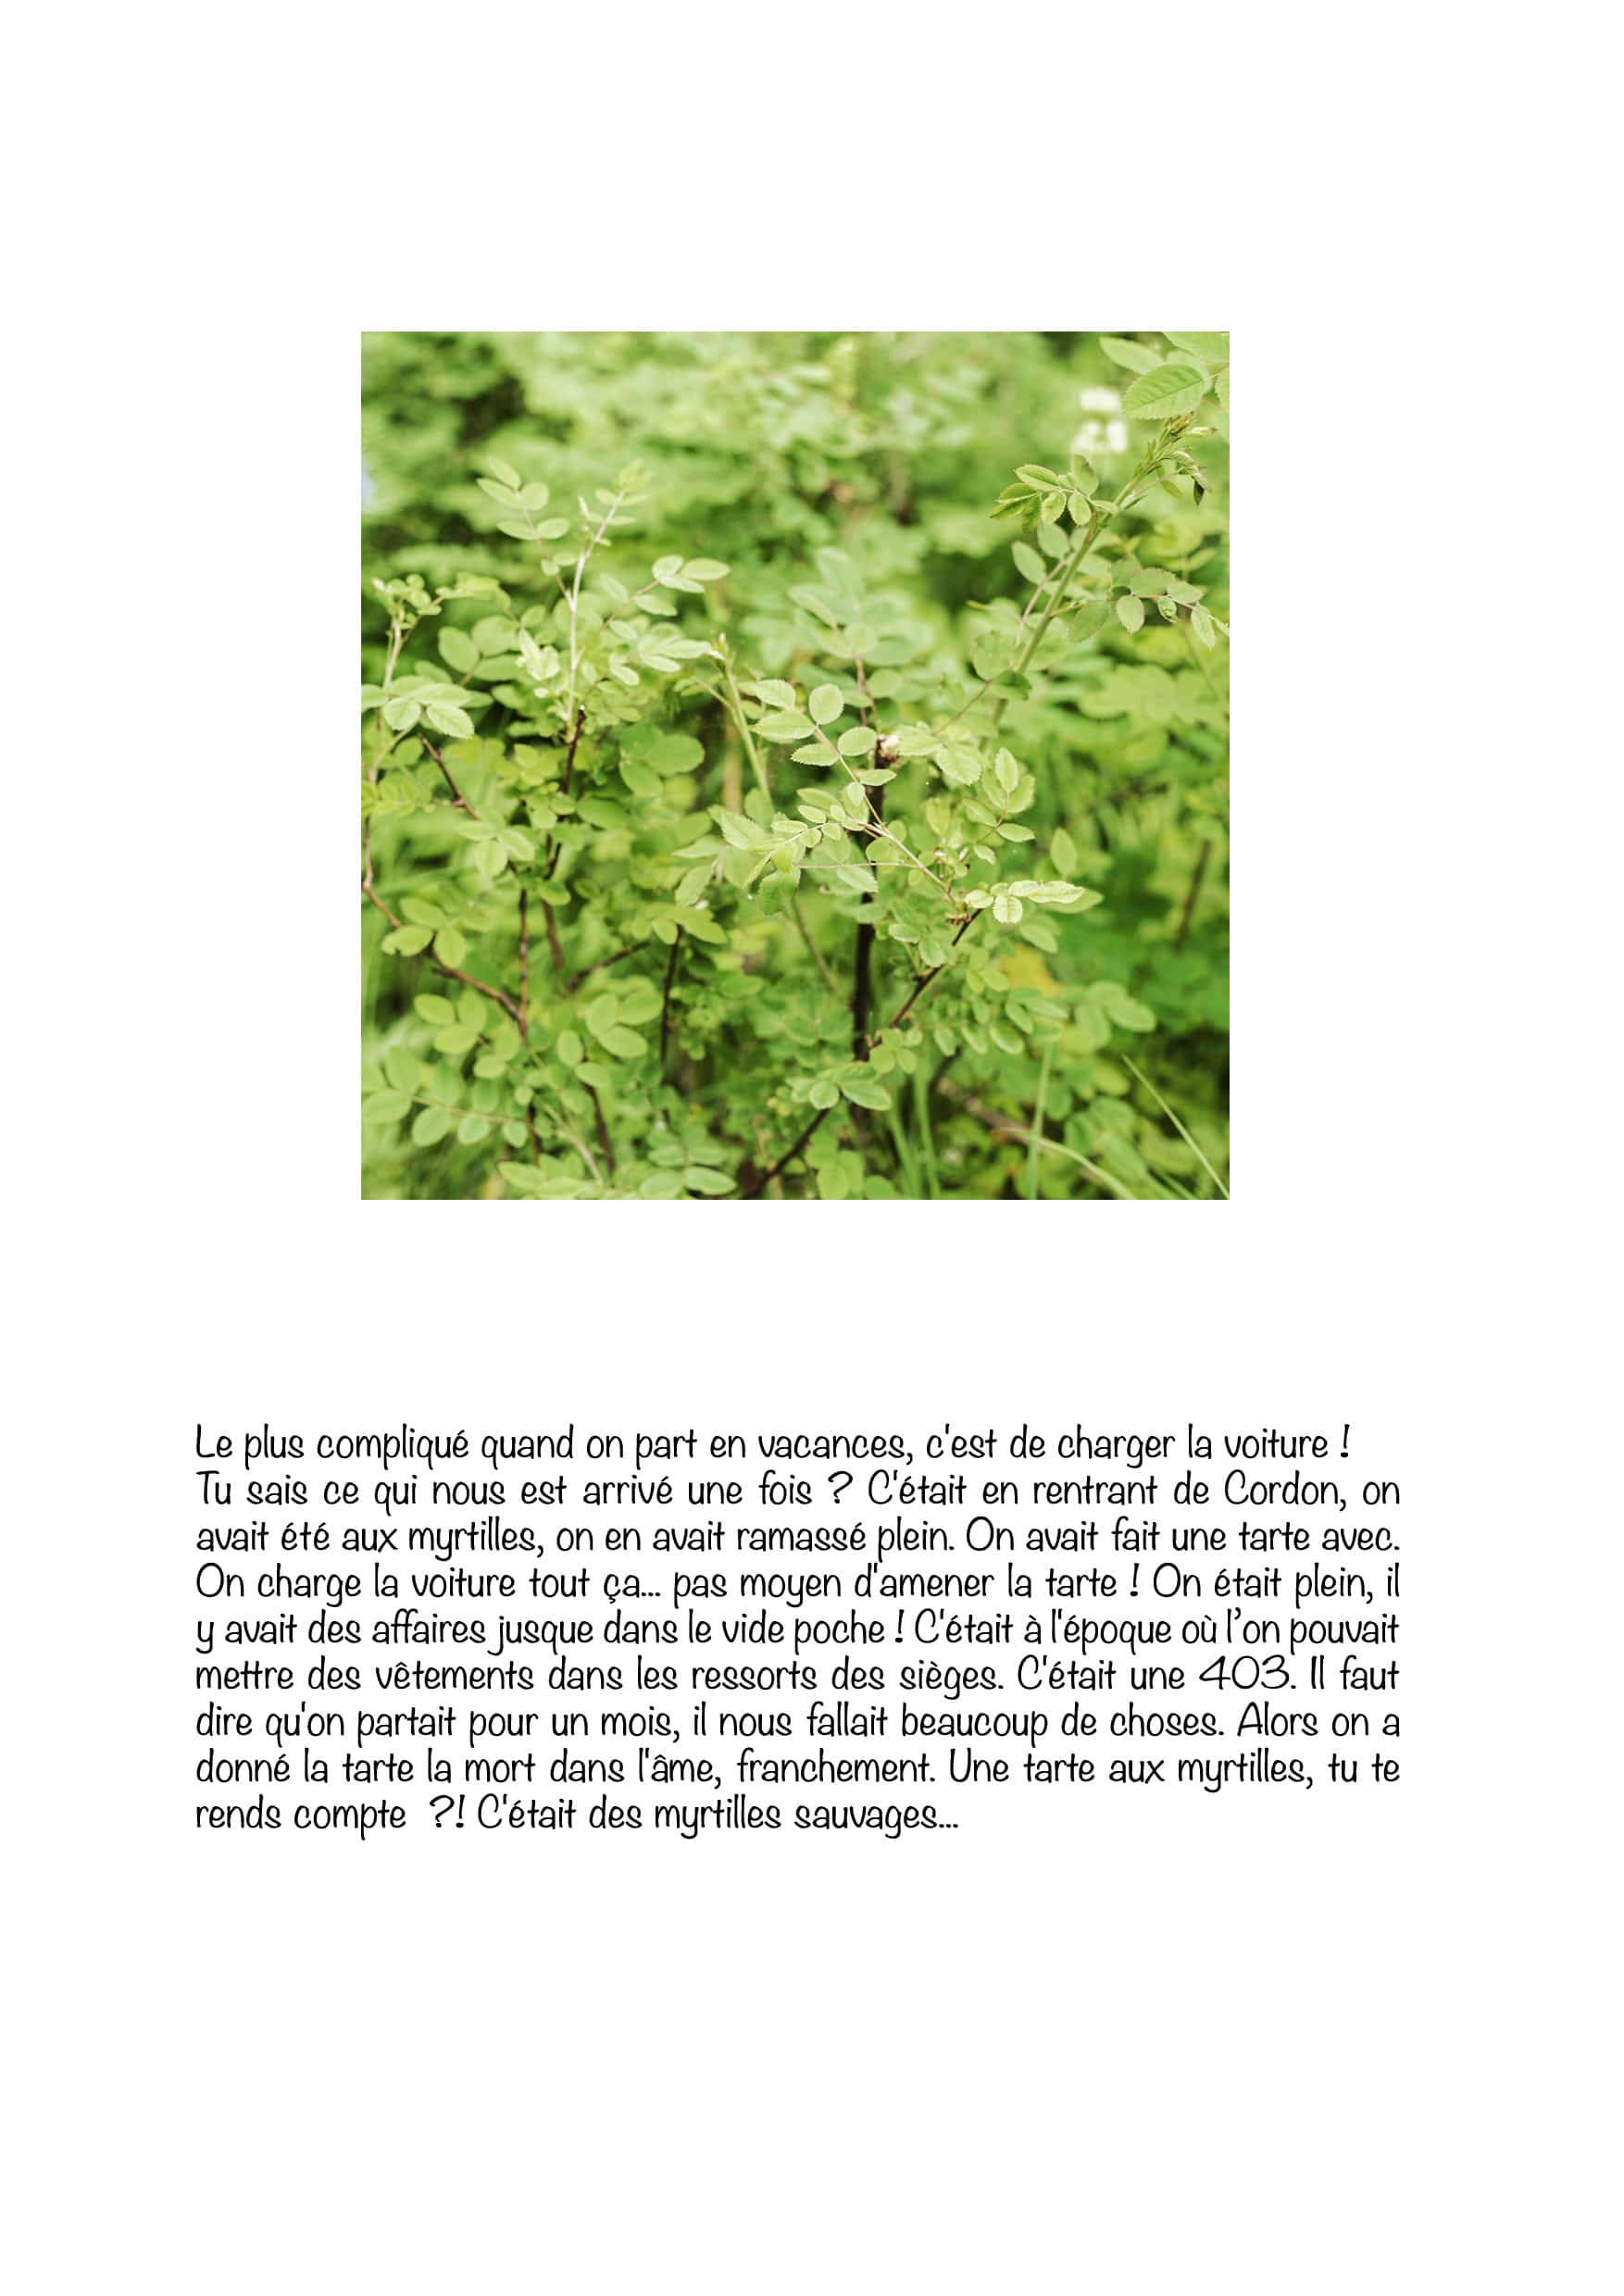 Le plus compliqué quand on part en vacances, c'est de charger la voiture !
Tu sais ce qui nous est arrivé une fois ? C'était en rentrant de Cordon, on
avait été aux myrtilles, on en avait ramassé plein. On avait fait une tarte avec.
On charge la voiture tout ça... pas moyen d'amener la tarte ! On était plein, il
y avait des affaires jusque dans le vide poche ! C'était à l'époque où l’on pouvait
mettre des vêtements dans les ressorts des sièges. C'était une 403. Il faut
dire qu'on partait pour un mois, il nous fallait beaucoup de choses. Alors on a
donné la tarte la mort dans l'âme, franchement. Une tarte aux myrtilles, tu te
rends compte  ?! C'était des myrtilles sauvages...